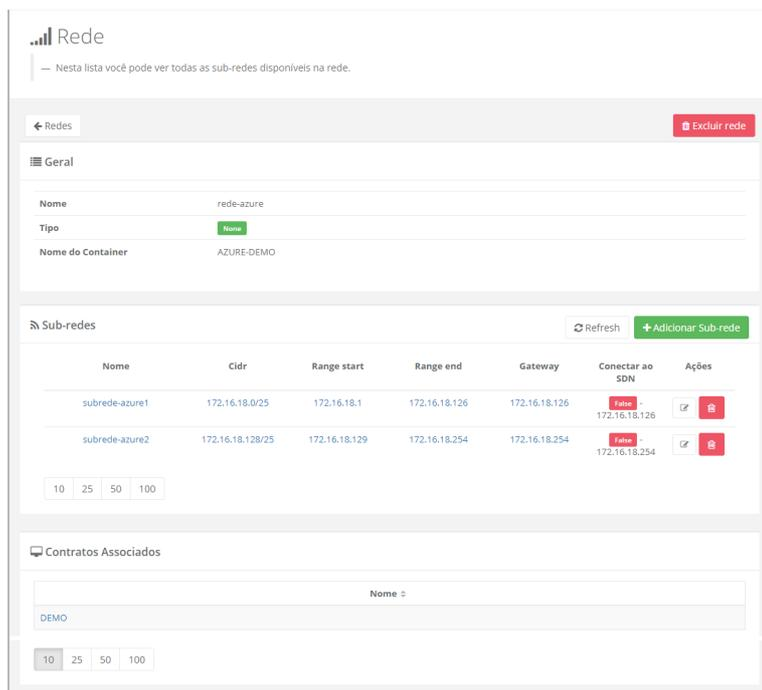 Rede
— Nesta lista você pode ver todas as sub-redes disponíveis na rede.
Redes
Excluir rede
Geral
Nome rede-azure
Tipo None
Nome do Container AZURE-DEMO
Sub-redes
Refresh
+ Adicionar Sub-rede
Nome Cidr Range start Range end Gateway Conectar ao SDN Ações
subrede-azure1 172.16.18.0/25 172.16.18.1 172.16.18.126 172.16.18.126 False - 172.16.18.126
subrede-azure2 172.16.18.128/25 172.16.18.129 172.16.18.254 172.16.18.254 False - 172.16.18.254
10 25 50 100
Contratos Associados
Nome
DEMO
10 25 50 100